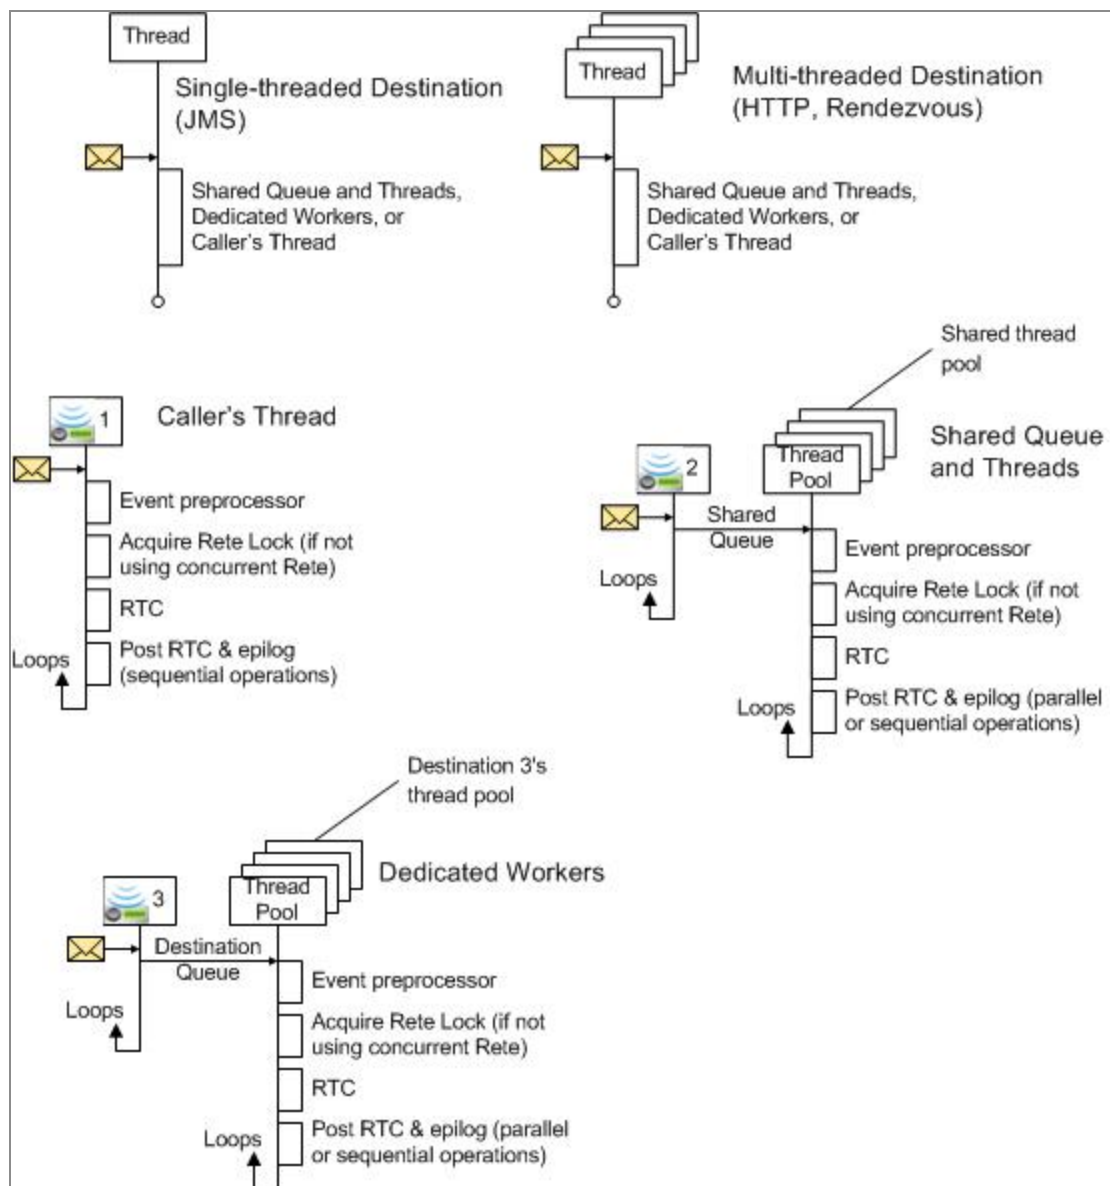 Thread
Single-threaded Destination
(JMS)
Shared Queue and Threads,
Dedicated Workers, or
Caller's Thread
Thread
Multi-threaded Destination
(HTTP, Rendezvous)
Shared Queue and Threads,
Dedicated Workers, or
Caller's Thread
1
Caller's Thread
Event preprocessor
Acquire Rete Lock (if not
using concurrent Rete)
RTC
Post RTC & epilog
(sequential operations)
Loops
Shared thread
pool
2
Thread
Pool
Shared Queue
and Threads
Shared
Queue
Loops
Event preprocessor
Acquire Rete Lock (if not
using concurrent Rete)
RTC
Post RTC & epilog (parallel
or sequential operations)
Loops
Destination 3's
thread pool
3
Thread
Pool
Dedicated Workers
Destination
Queue
Loops
Event preprocessor
Acquire Rete Lock (if not
using concurrent Rete)
RTC
Post RTC & epilog (parallel
or sequential operations)
Loops